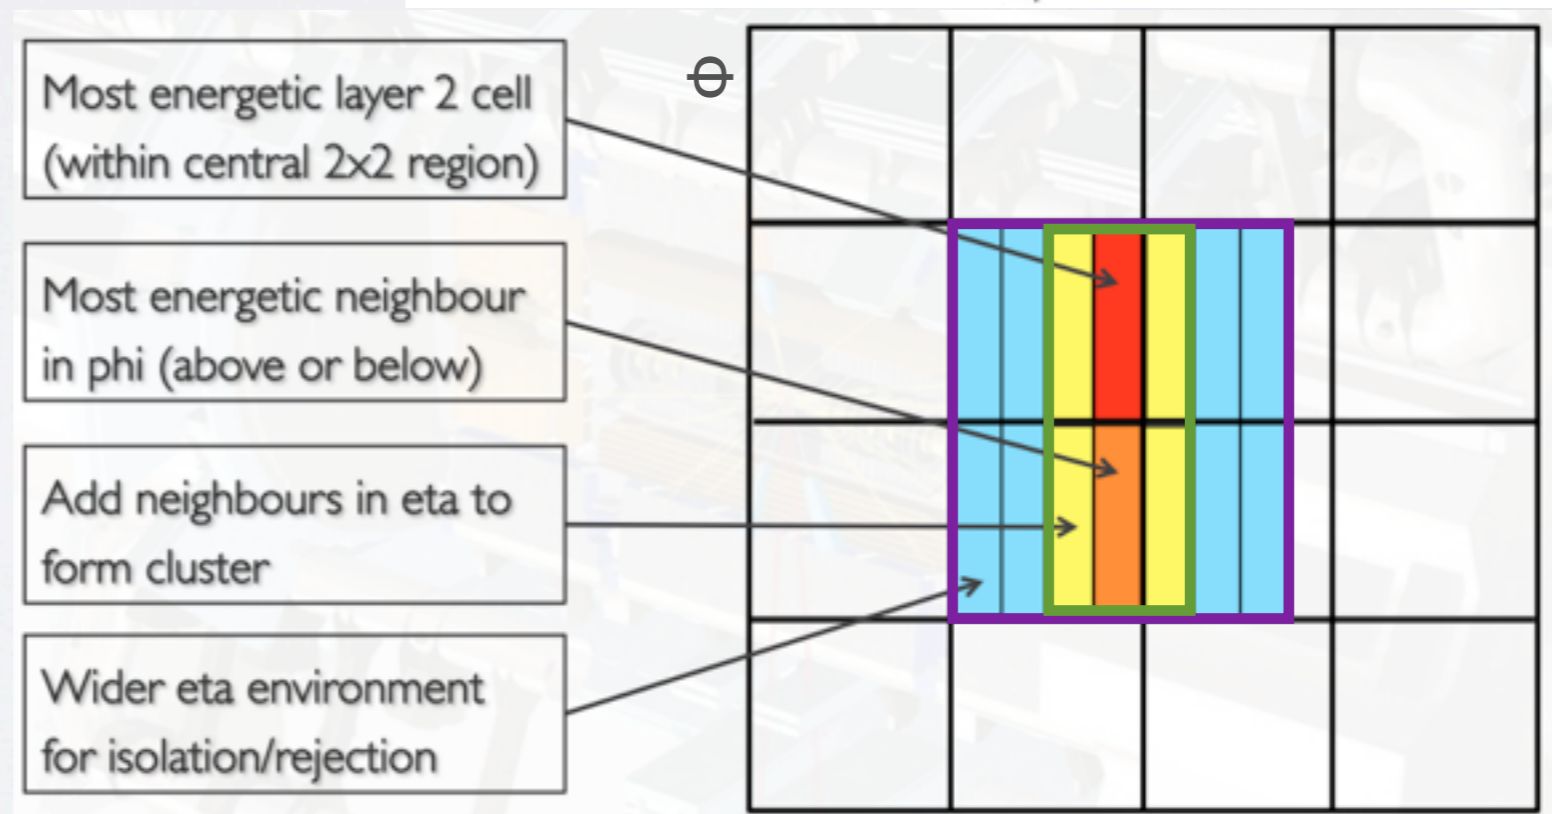 Most energetic layer 2 cell
(within central 2x2 region)
ϕ
Most energetic neighbour
in phi (above or below)
Add neighbours in eta to
form cluster
Wider eta environment
for isolation/rejection